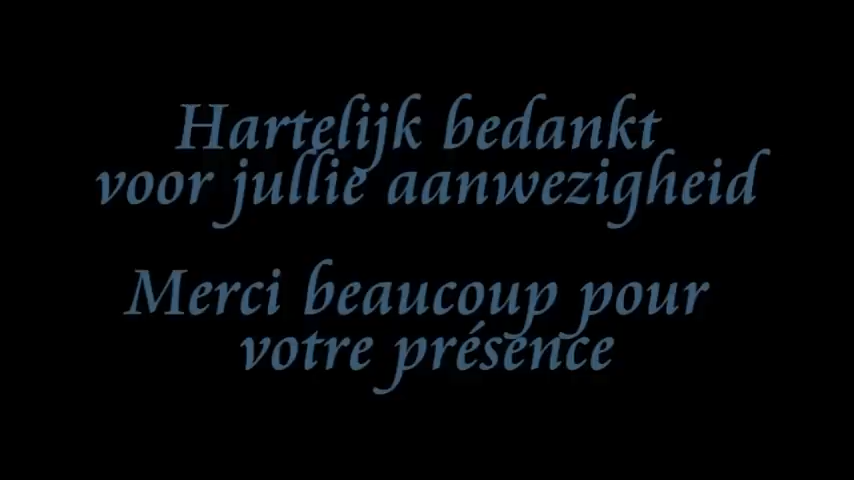 Hartelijk bedankt
voor jullie aanwezigheid
Merci beaucoup pour
votre présence